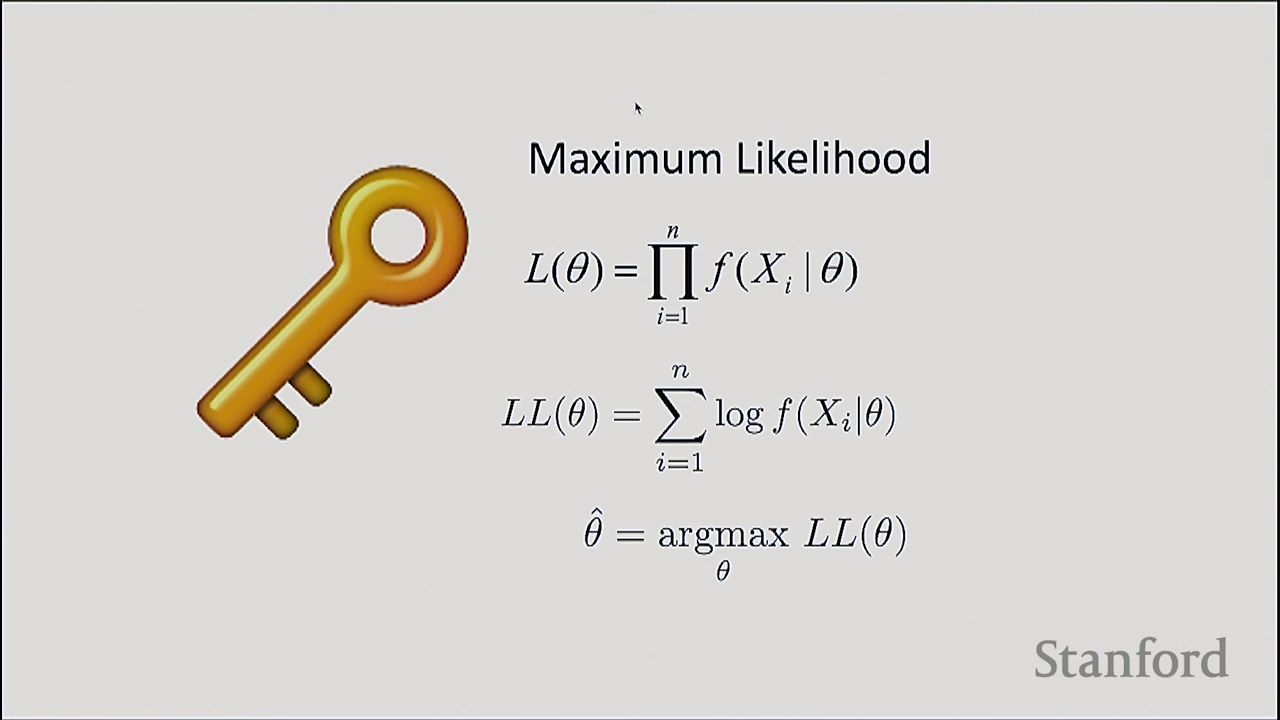 Maximum Likelihood
L(θ) = ∏_{i=1}^{n} f(X_i | θ)
LL(θ) = ∑_{i=1}^{n} log f(X_i|θ)
θ̂ = argmax_θ LL(θ)
Stanford